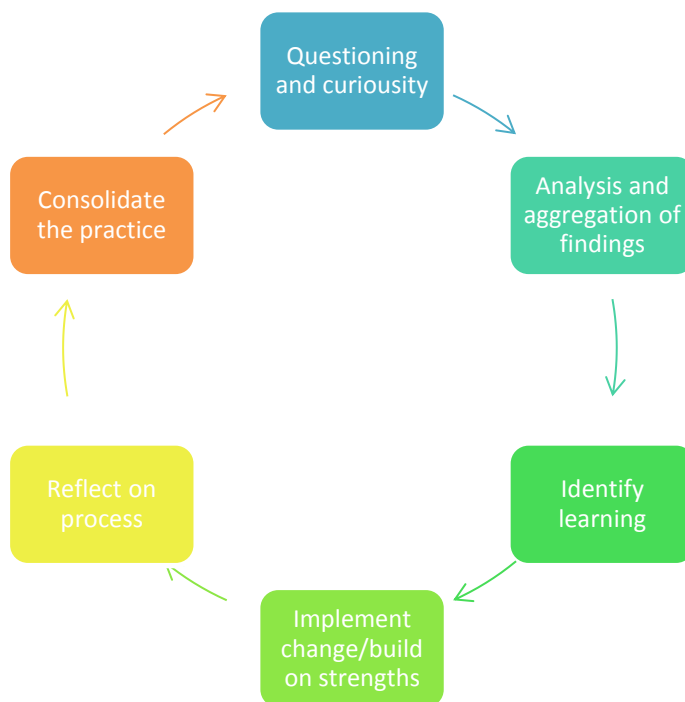 Questioning
and curiousity
Analysis and
aggregation of
findings
Identify
learning
Implement
change/build
on strengths
Reflect on
process
Consolidate
the practice